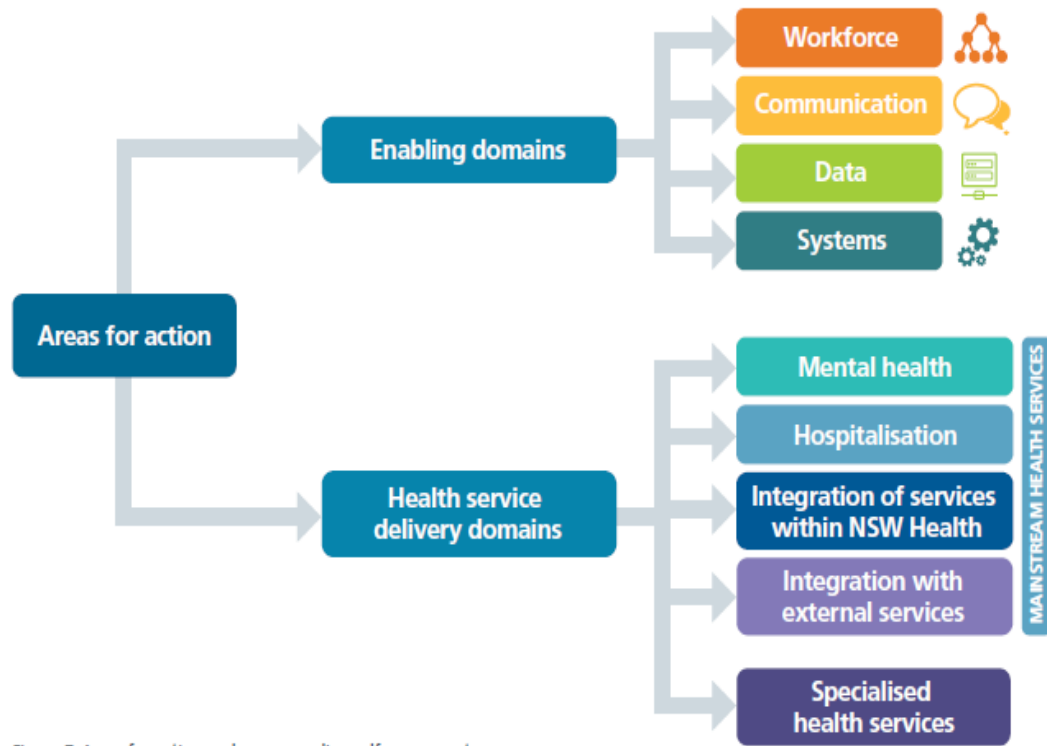 Workforce
Communication
Enabling domains
Data
Systems
Areas for action
Mental health
Hospitalisation
Health service
delivery domains
Integration of services
within NSW Health
Integration with
external services
MAINSTREAM HEALTH SERVICES
Specialised
health services